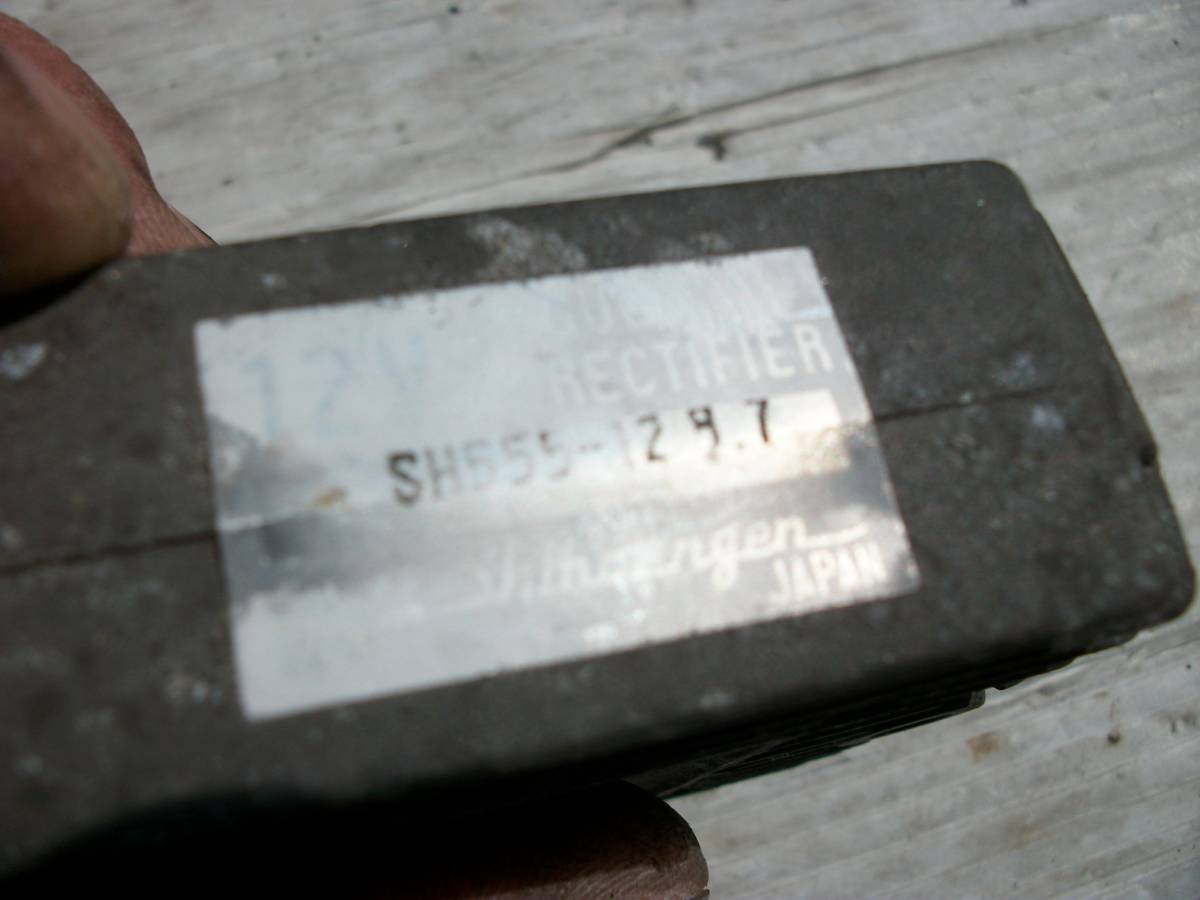 12V
RECTIFIER
SH555-12 9.7
Shindengen
JAPAN